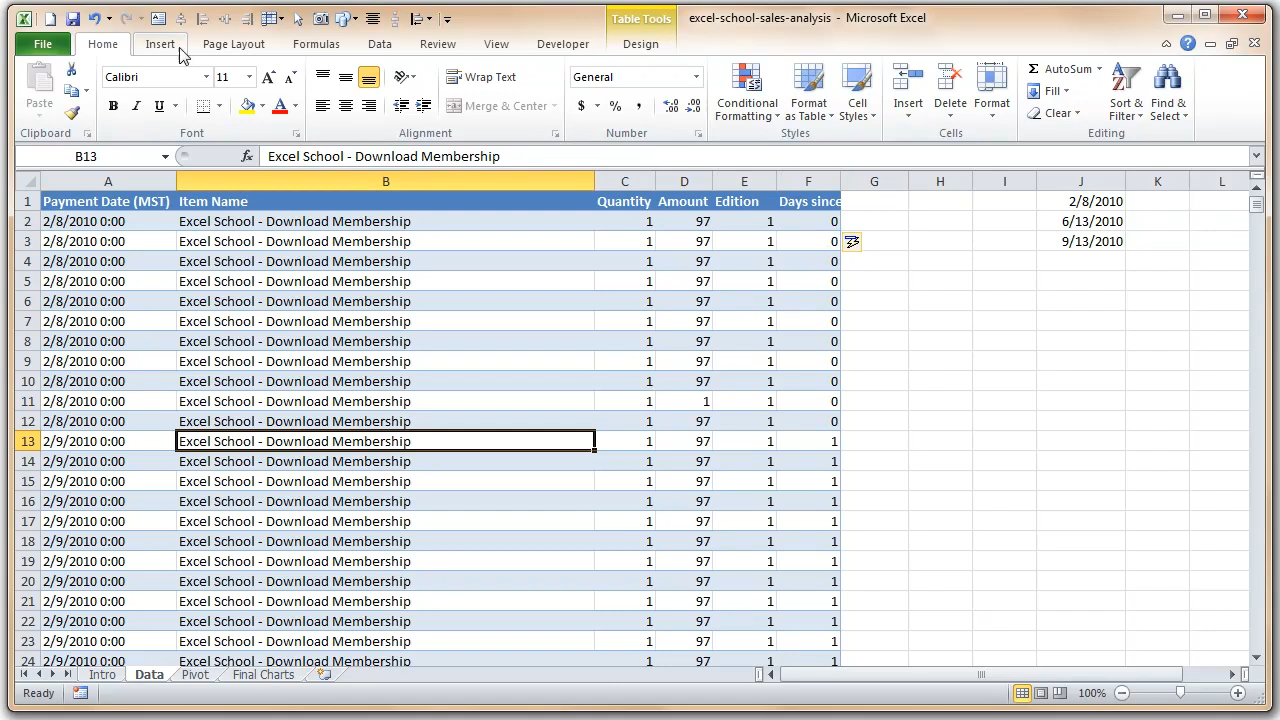 Table Tools
excel-school-sales-analysis - Microsoft Excel
File Home Insert Page Layout Formulas Data Review View Developer Design
Paste
Calibri 11
B I U A
Wrap Text
Merge & Center
General
$ % ,
Conditional Formatting
Format as Table
Cell Styles
Insert Delete Format
Σ AutoSum
Fill
Clear
Sort & Filter
Find & Select
Clipboard Font Alignment Number Styles Cells Editing
B13 fx Excel School - Download Membership
A B C D E F G H I J K L
1 Payment Date (MST) Item Name Quantity Amount Edition Days since 2/8/2010
2 2/8/2010 0:00 Excel School - Download Membership 1 97 1 0 6/13/2010
3 2/8/2010 0:00 Excel School - Download Membership 1 97 1 0 9/13/2010
4 2/8/2010 0:00 Excel School - Download Membership 1 97 1 0
5 2/8/2010 0:00 Excel School - Download Membership 1 97 1 0
6 2/8/2010 0:00 Excel School - Download Membership 1 97 1 0
7 2/8/2010 0:00 Excel School - Download Membership 1 97 1 0
8 2/8/2010 0:00 Excel School - Download Membership 1 97 1 0
9 2/8/2010 0:00 Excel School - Download Membership 1 97 1 0
10 2/8/2010 0:00 Excel School - Download Membership 1 97 1 0
11 2/8/2010 0:00 Excel School - Download Membership 1 1 1 0
12 2/8/2010 0:00 Excel School - Download Membership 1 97 1 0
13 2/9/2010 0:00 Excel School - Download Membership 1 97 1 1
14 2/9/2010 0:00 Excel School - Download Membership 1 97 1 1
15 2/9/2010 0:00 Excel School - Download Membership 1 97 1 1
16 2/9/2010 0:00 Excel School - Download Membership 1 97 1 1
17 2/9/2010 0:00 Excel School - Download Membership 1 97 1 1
18 2/9/2010 0:00 Excel School - Download Membership 1 97 1 1
19 2/9/2010 0:00 Excel School - Download Membership 1 97 1 1
20 2/9/2010 0:00 Excel School - Download Membership 1 97 1 1
21 2/9/2010 0:00 Excel School - Download Membership 1 97 1 1
22 2/9/2010 0:00 Excel School - Download Membership 1 97 1 1
23 2/9/2010 0:00 Excel School - Download Membership 1 97 1 1
24 2/9/2010 0:00 Excel School - Download Membership 1 97 1 1
Intro Data Pivot Final Charts
Ready 100%